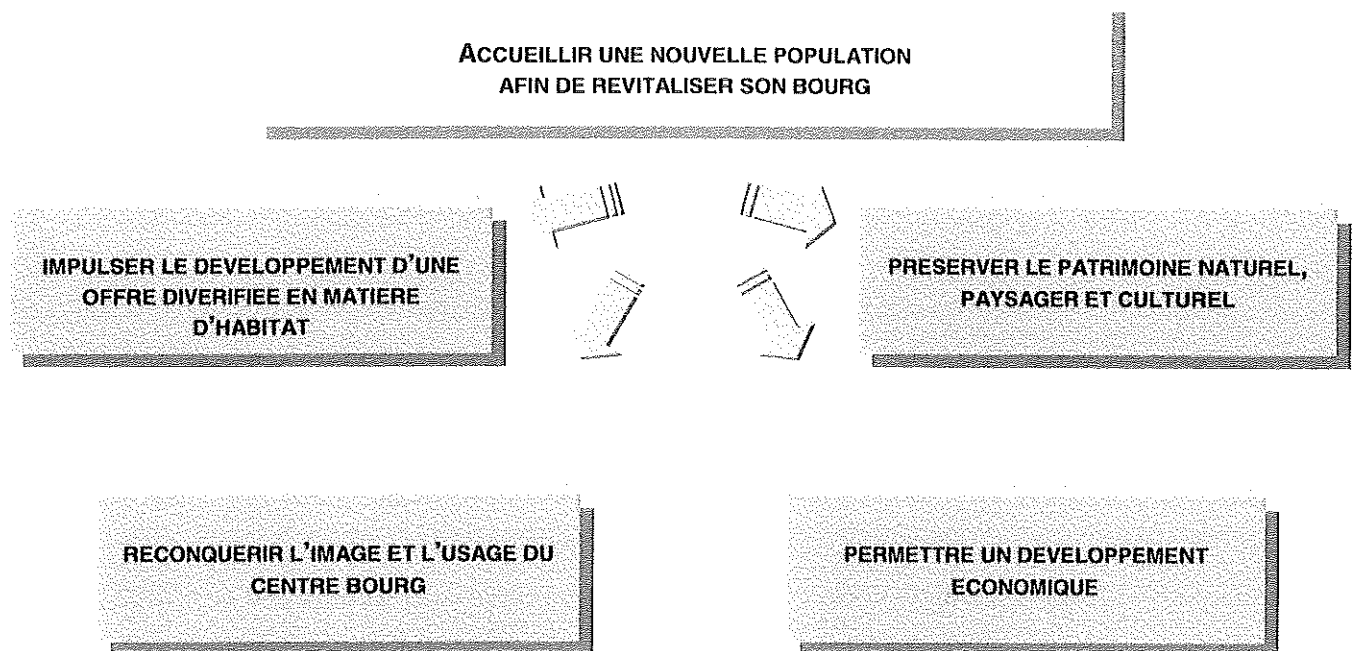 ACCUEILLIR UNE NOUVELLE POPULATION
AFIN DE REVITALISER SON BOURG
IMPULSER LE DEVELOPPEMENT D'UNE
OFFRE DIVERIFIEE EN MATIERE
D'HABITAT
PRESERVER LE PATRIMOINE NATUREL,
PAYSAGER ET CULTUREL
RECONQUERIR L'IMAGE ET L'USAGE DU
CENTRE BOURG
PERMETTRE UN DEVELOPPEMENT
ECONOMIQUE